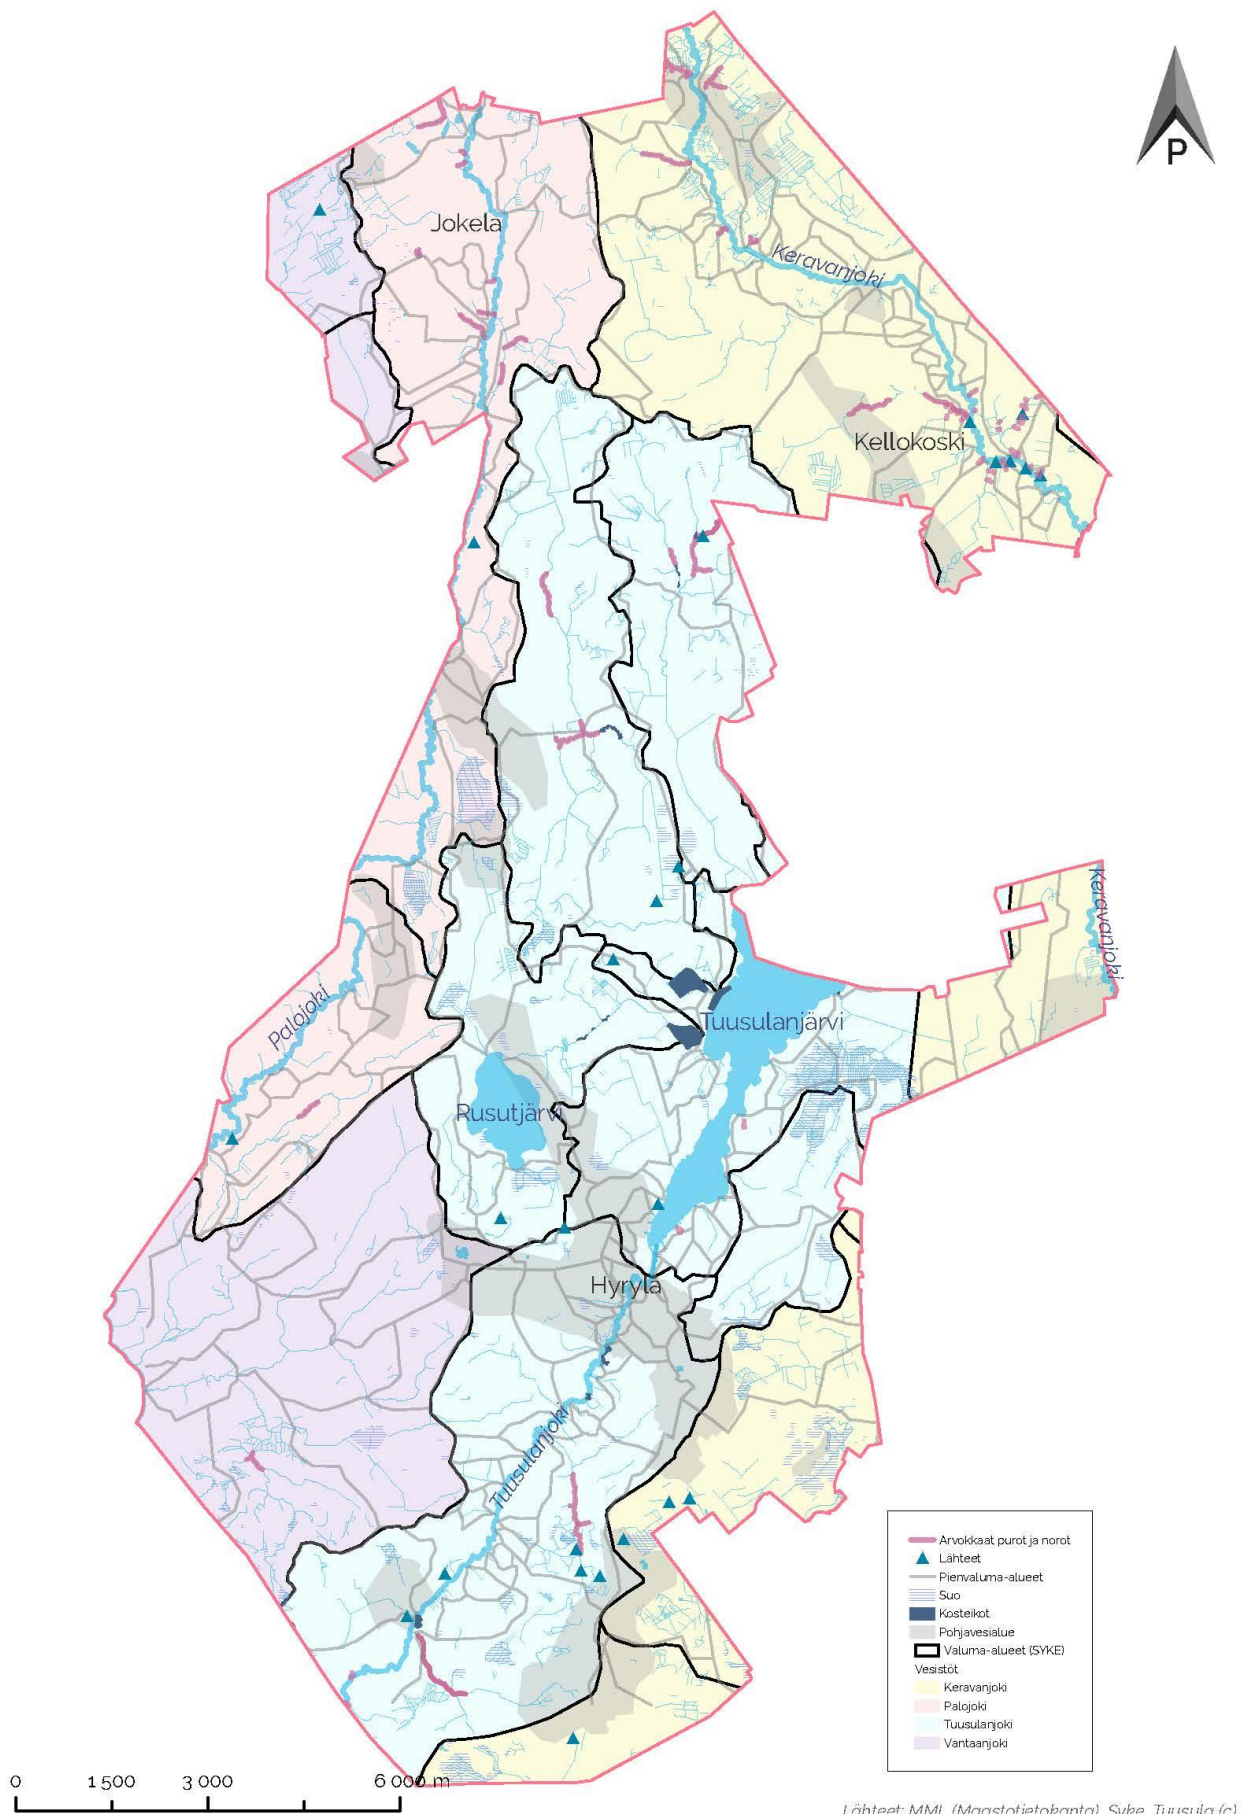 P
Jokela
Keravanjoki
Kellokoski
Keravanjoki
Palojoki
Tuusulanjärvi
Rusutjärvi
Hyrylä
Tuusulanjoki
Arvokkaat purot ja norot
Lähteet
Pienvaluma-alueet
Suo
Kosteikot
Pohjavesialue
Valuma-alueet (SYKE)
Vesistöt
Keravanjoki
Palojoki
Tuusulanjoki
Vantaanjoki
0 1 500 3 000 6 000 m
Lähteet: MML (Maastotietokanta), Syke, Tuusula (c)